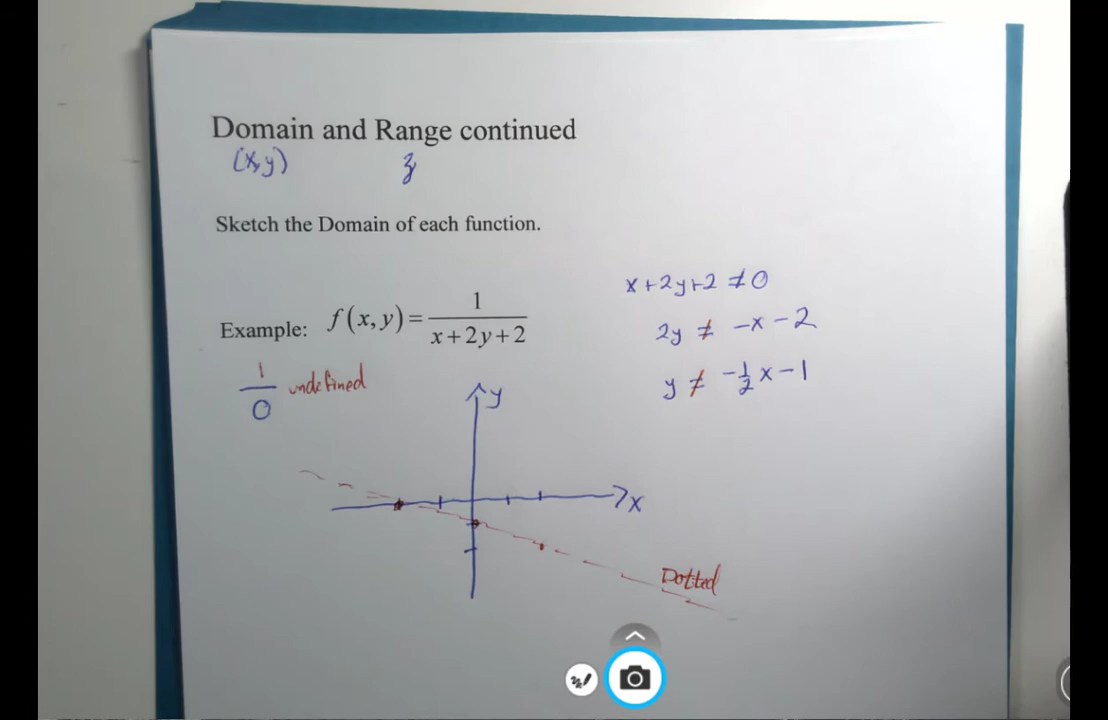 Domain and Range continued
(x,y) z
Sketch the Domain of each function.
Example: f(x,y)=1/(x+2y+2)
x+2y+2 ≠0
2y ≠ -x-2
y ≠ -1/2 x-1
1/0 undefined
y
x
Dotted